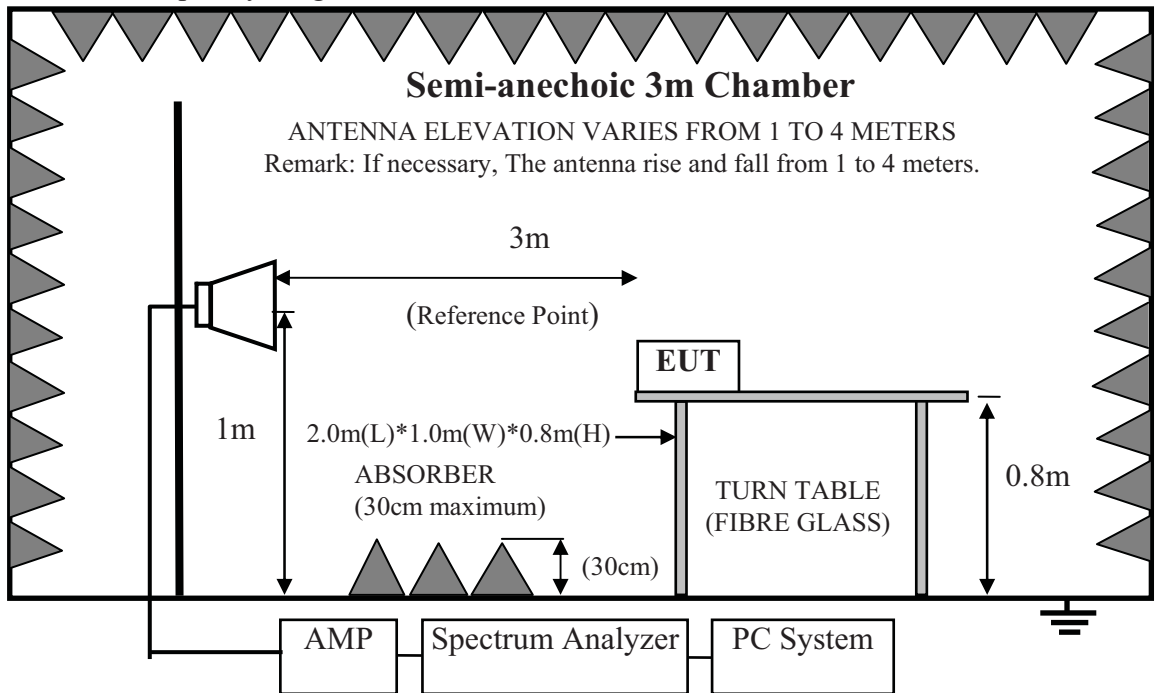 Semi-anechoic 3m Chamber
ANTENNA ELEVATION VARIES FROM 1 TO 4 METERS
Remark: If necessary, The antenna rise and fall from 1 to 4 meters.
3m
(Reference Point)
EUT
1m
2.0m(L)*1.0m(W)*0.8m(H)
ABSORBER
(30cm maximum)
TURN TABLE
(FIBRE GLASS)
0.8m
(30cm)
AMP
Spectrum Analyzer
PC System